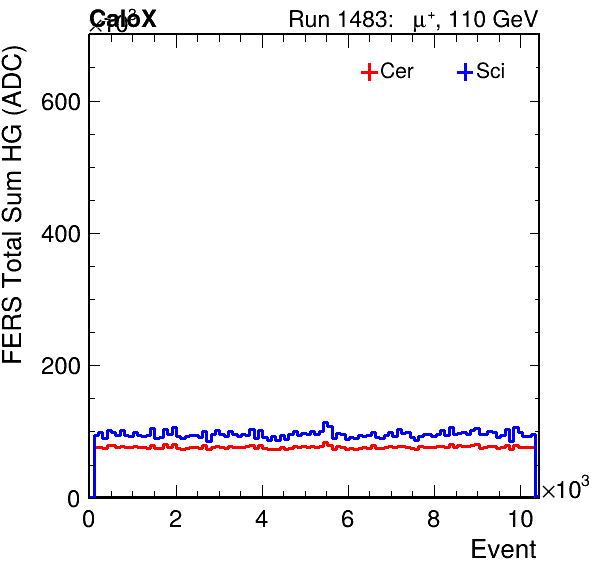 CaloX ×10³ Run 1483: μ⁺, 110 GeV
FERS Total Sum HG (ADC)
Cer Sci
600
400
200
0
0 2 4 6 8 10 ×10³
Event